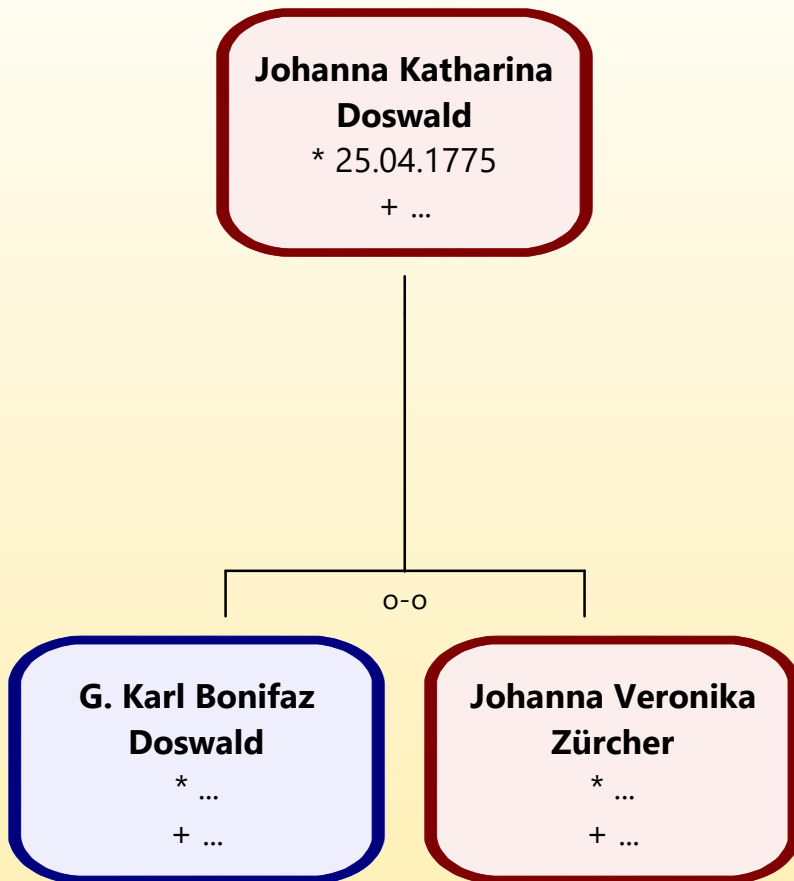 Johanna Katharina
Doswald
* 25.04.1775
+ ...
o-o
G. Karl Bonifaz
Doswald
* ...
+ ...
Johanna Veronika
Zürcher
* ...
+ ...